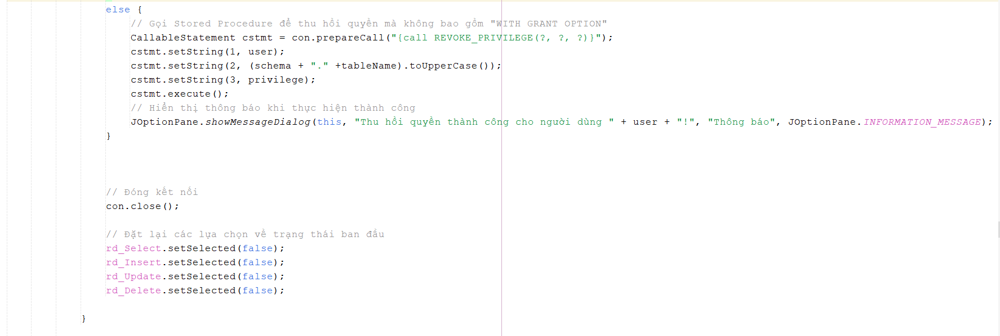 else {
// Gọi Stored Procedure để thu hồi quyền mà không bao gồm "WITH GRANT OPTION"
CallableStatement cstmt = con.prepareCall("{call REVOKE_PRIVILEGE(?, ?, ?)}");
cstmt.setString(1, user);
cstmt.setString(2, (schema + "." +tableName).toUpperCase());
cstmt.setString(3, privilege);
cstmt.execute();
// Hiển thị thông báo khi thực hiện thành công
JOptionPane.showMessageDialog(this, "Thu hồi quyền thành công cho người dùng " + user + "!", "Thông báo", JOptionPane.INFORMATION_MESSAGE);
}
// Đóng kết nối
con.close();
// Đặt lại các lựa chọn về trạng thái ban đầu
rd_Select.setSelected(false);
rd_Insert.setSelected(false);
rd_Update.setSelected(false);
rd_Delete.setSelected(false);
}